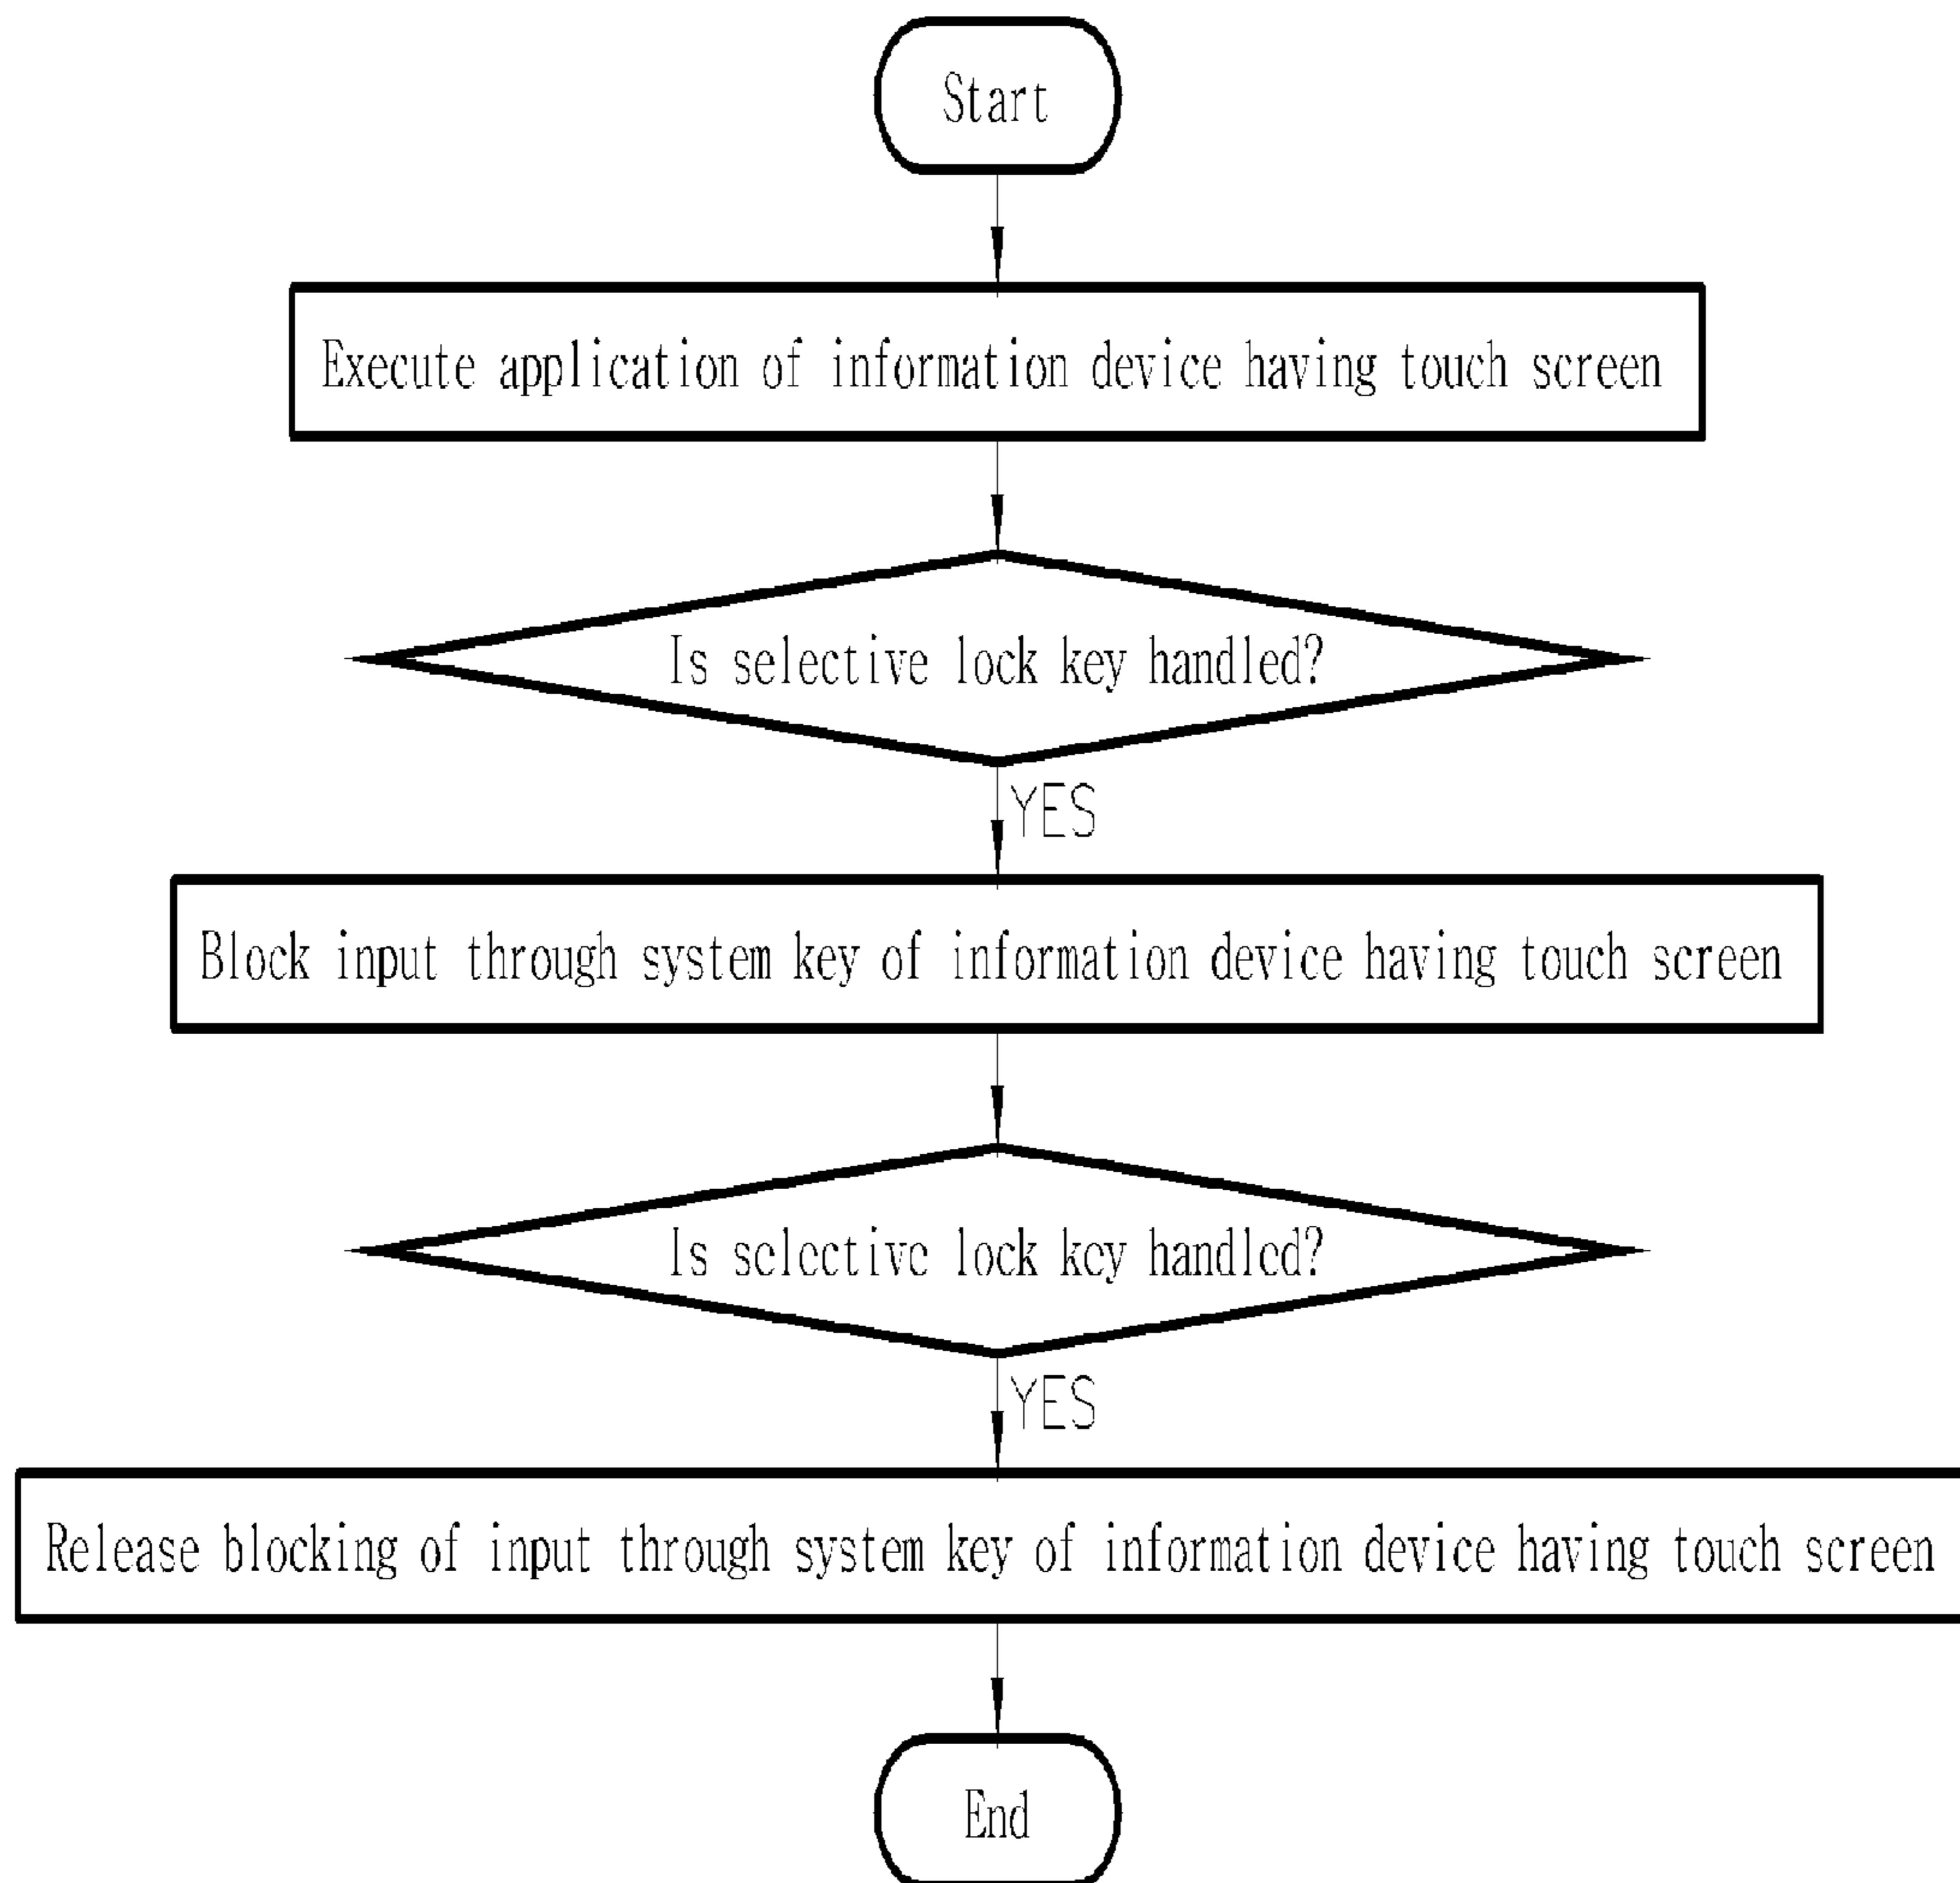 Start
Execute application of information device having touch screen
Is selective lock key handled?
YES
Block input through system key of information device having touch screen
Is selective lock key handled?
YES
Release blocking of input through system key of information device having touch screen
End